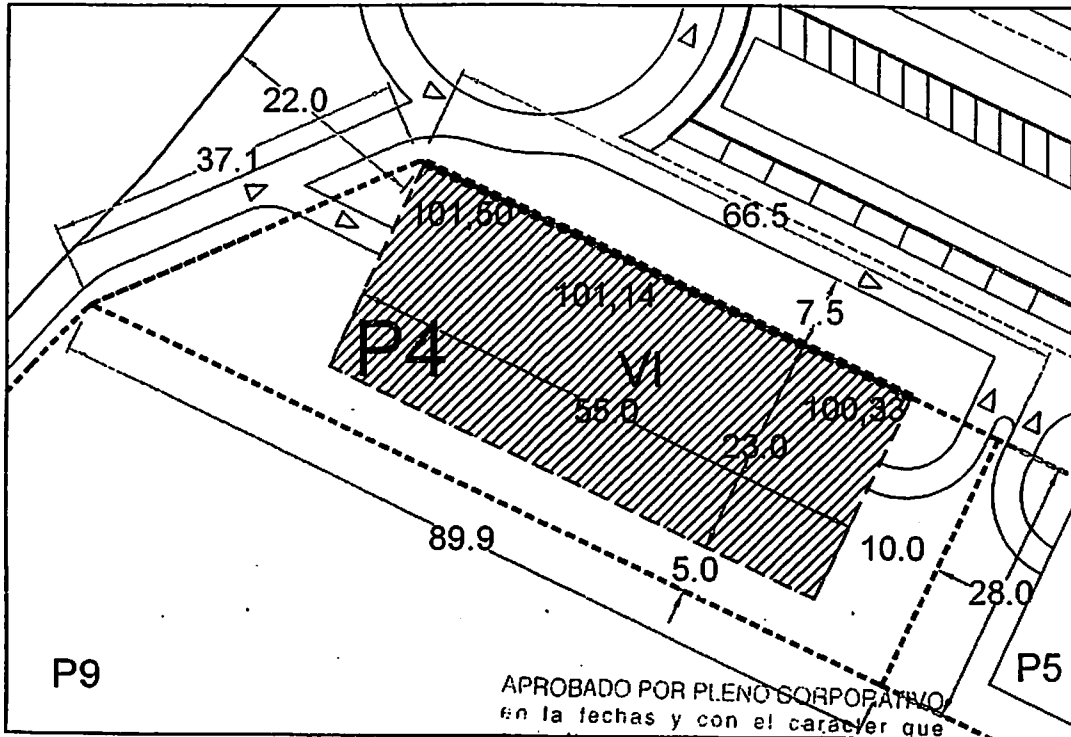 22.0
37.1
101,50
66.5
101,14
7.5
P4
VI
55.0
100,33
23.0
89.9
10.0
5.0
28.0
P9
P5
APROBADO POR PLENO CORPORATIVO
en la fechas y con el carácter que